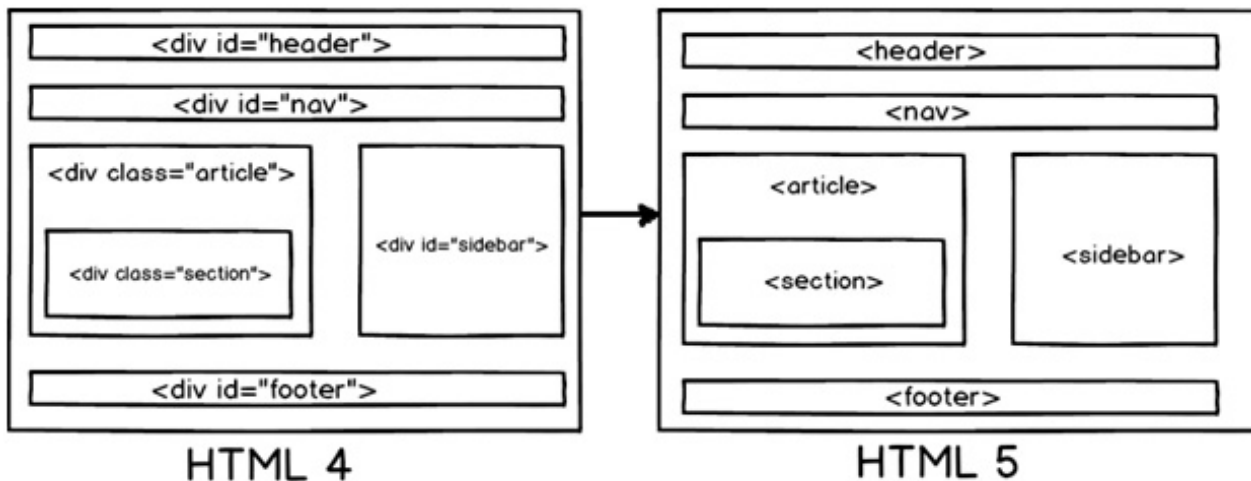 <div id="header">
<div id="nav">
<div class="article">
<div class="section">
<div id="sidebar">
<div id="footer">
HTML 4
<header>
<nav>
<article>
<section>
<sidebar>
<footer>
HTML 5